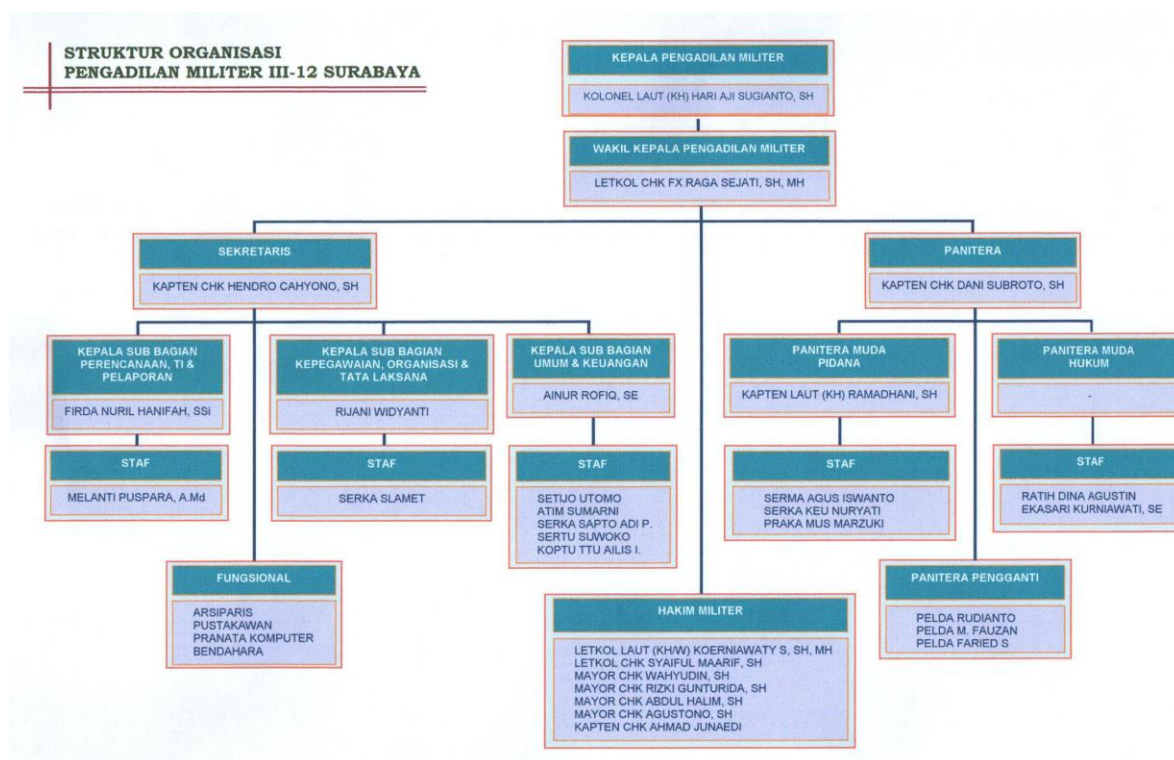 STRUKTUR ORGANISASI
PENGADILAN MILITER III-12 SURABAYA
KEPALA PENGADILAN MILITER
KOLONEL LAUT (KH) HARI AJI SUGIANTO, SH
WAKIL KEPALA PENGADILAN MILITER
LETKOL CHK FX RAGA SEJATI, SH, MH
SEKRETARIS
KAPTEN CHK HENDRO CAHYONO, SH
PANITERA
KAPTEN CHK DANI SUBROTO, SH
KEPALA SUB BAGIAN
PERENCANAAN, TI &
PELAPORAN
FIRDA NURIL HANIFAH, SSi
KEPALA SUB BAGIAN
KEPEGAWAIAN, ORGANISASI &
TATA LAKSANA
RIJANI WIDYANTI
KEPALA SUB BAGIAN
UMUM & KEUANGAN
AINUR ROFIQ, SE
PANITERA MUDA
PIDANA
KAPTEN LAUT (KH) RAMADHANI, SH
PANITERA MUDA
HUKUM
-
STAF
MELANTI PUSPARA, A.Md
STAF
SERKA SLAMET
STAF
SETIJO UTOMO
ATIM SUMARNI
SERKA SAPTO ADI P.
SERTU SUWOKO
KOPTU TTU AILIS I.
STAF
SERMA AGUS ISWANTO
SERKA KEU NURYATI
PRAKA MUS MARZUKI
STAF
RATIH DINA AGUSTIN
EKASARI KURNIAWATI, SE
FUNGSIONAL
ARSIPARIS
PUSTAKAWAN
PRANATA KOMPUTER
BENDAHARA
HAKIM MILITER
LETKOL LAUT (KH/W) KOERNIAWATY S, SH, MH
LETKOL CHK SYAIFUL MAARIF, SH
MAYOR CHK WAHYUDIN, SH
MAYOR CHK RIZKI GUNTURIDA, SH
MAYOR CHK ABDUL HALIM, SH
MAYOR CHK AGUSTONO, SH
KAPTEN CHK AHMAD JUNAEDI
PANITERA PENGGANTI
PELDA RUDIANTO
PELDA M. FAUZAN
PELDA FARIED S